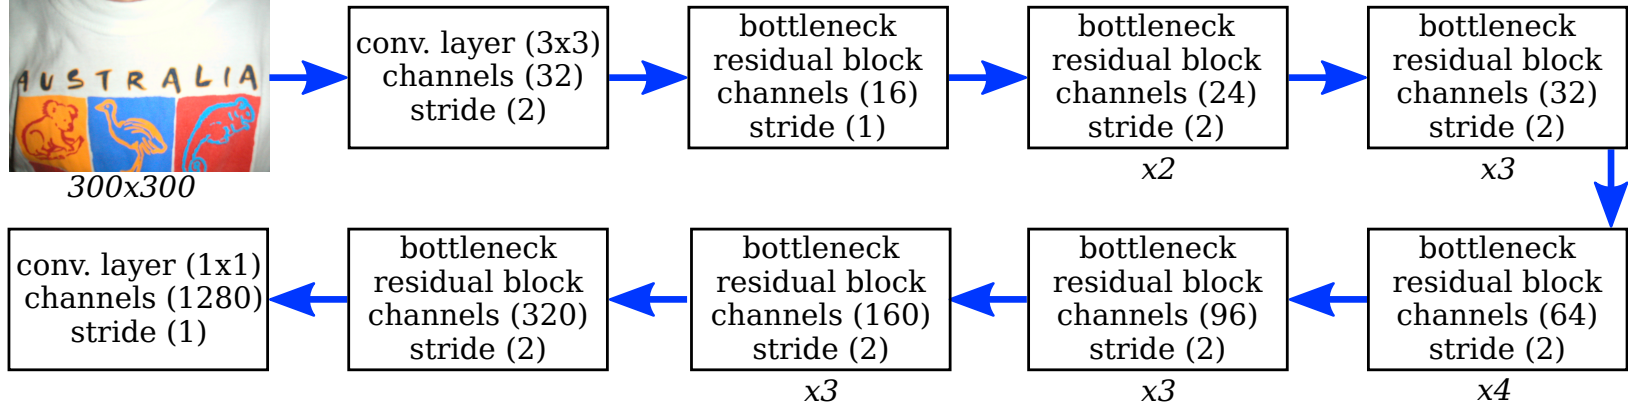 AUSTRALIA
300x300
conv. layer (3x3)
channels (32)
stride (2)
bottleneck
residual block
channels (16)
stride (1)
bottleneck
residual block
channels (24)
stride (2)
x2
bottleneck
residual block
channels (32)
stride (2)
x3
bottleneck
residual block
channels (64)
stride (2)
x4
bottleneck
residual block
channels (96)
stride (2)
x3
bottleneck
residual block
channels (160)
stride (2)
x3
bottleneck
residual block
channels (320)
stride (2)
conv. layer (1x1)
channels (1280)
stride (1)